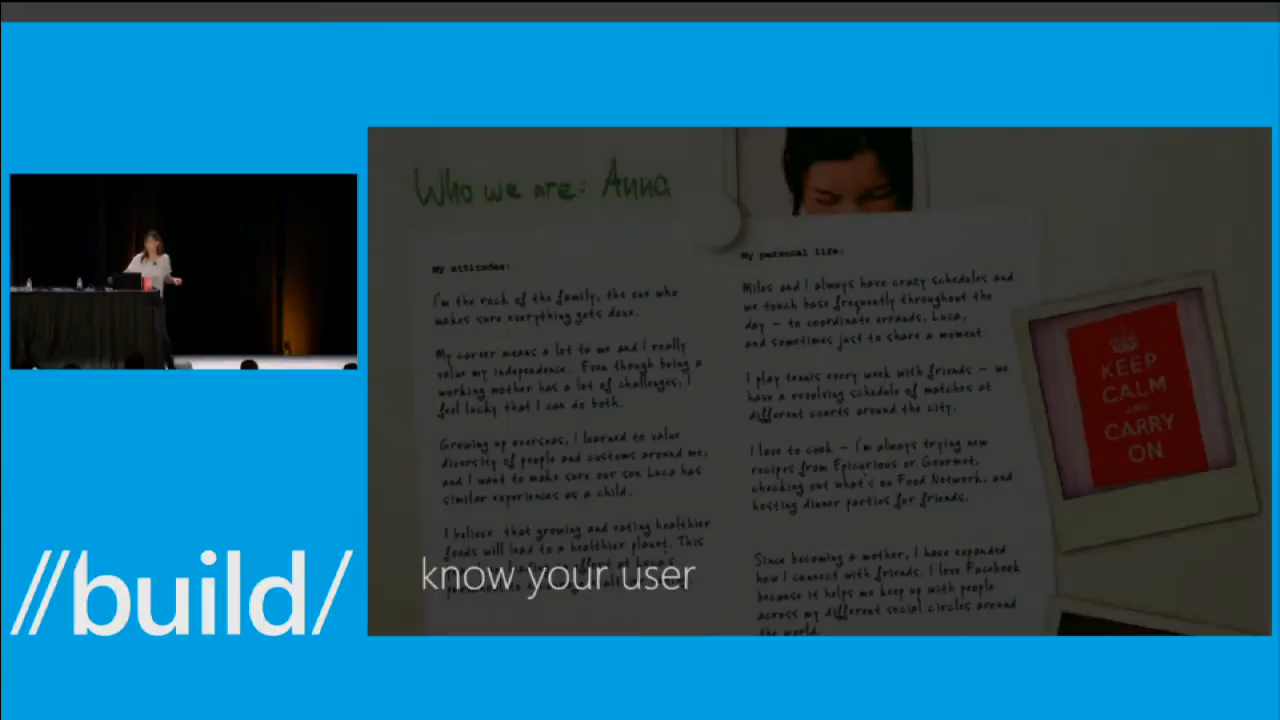 Who we are: Anna
My attitudes:
I'm the rock of the family, the one who
makes sure everything gets done.
My career means a lot to me and I really
value my independence. Even though being a
working mother has a lot of challenges, I
feel lucky that I can do both.
Growing up overseas, I learned to value
diversity of people and customs around me,
and I want to make sure our son Luca has
similar experiences as a child.
I believe that growing and eating healthier
foods will lead to a healthier planet. This
My personal life:
Miles and I always have crazy schedules and
we touch base frequently throughout the
day – to coordinate errands, Luca,
and sometimes just to share a moment.
I play tennis every week with friends – we
have a revolving schedule of matches at
different courts around the city.
I love to cook – I'm always trying new
recipes from Epicurious or Gourmet,
checking out what's on Food Network, and
hosting dinner parties for friends.
Since becoming a mother, I have expanded
how I connect with friends. I love Facebook
because it helps me keep up with people
across my different social circles around
the world.
KEEP
CALM
AND
CARRY
ON
know your user
//build/